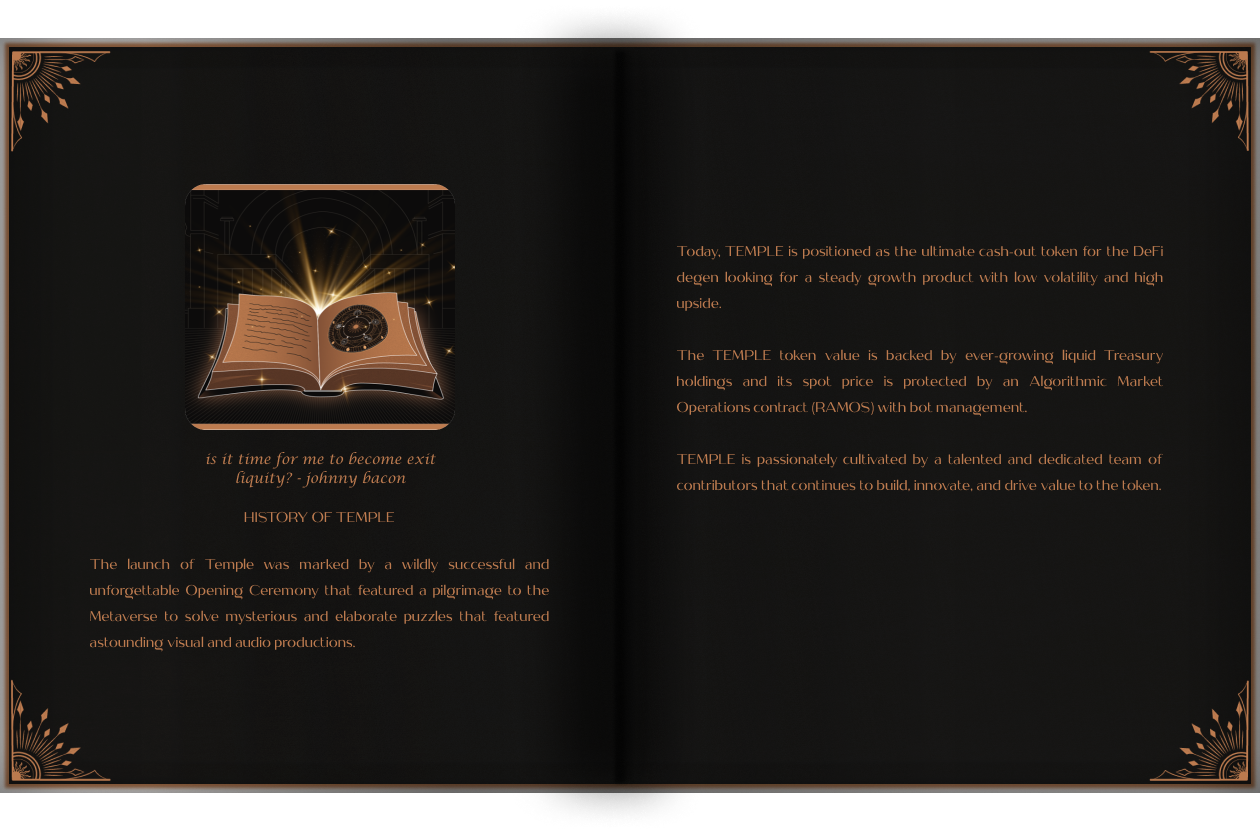 is it time for me to become exit
liquity? - johnny bacon
HISTORY OF TEMPLE
The launch of Temple was marked by a wildly successful and
unforgettable Opening Ceremony that featured a pilgrimage to the
Metaverse to solve mysterious and elaborate puzzles that featured
astounding visual and audio productions.
Today, TEMPLE is positioned as the ultimate cash-out token for the DeFi
degen looking for a steady growth product with low volatility and high
upside.
The TEMPLE token value is backed by ever-growing liquid Treasury
holdings and its spot price is protected by an Algorithmic Market
Operations contract (RAMOS) with bot management.
TEMPLE is passionately cultivated by a talented and dedicated team of
contributors that continues to build, innovate, and drive value to the token.